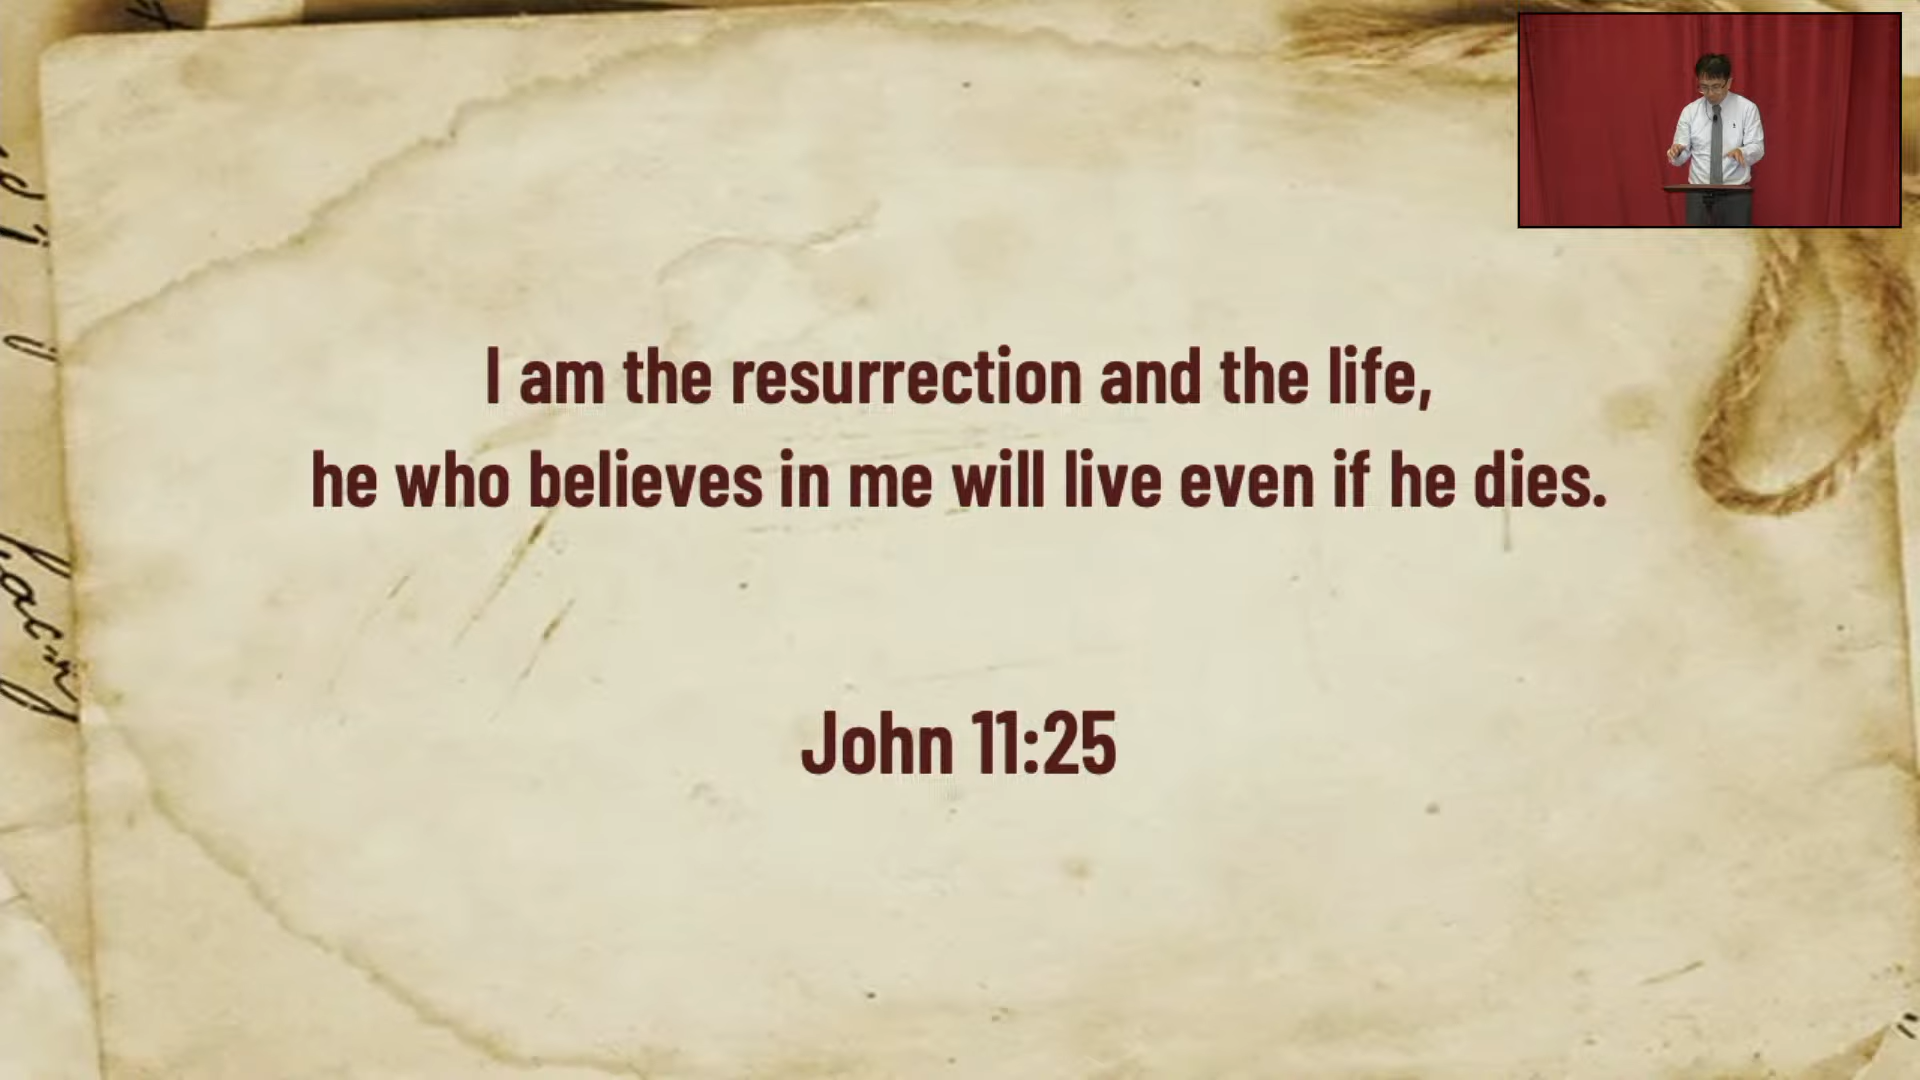 I am the resurrection and the life,
he who believes in me will live even if he dies.
John 11:25